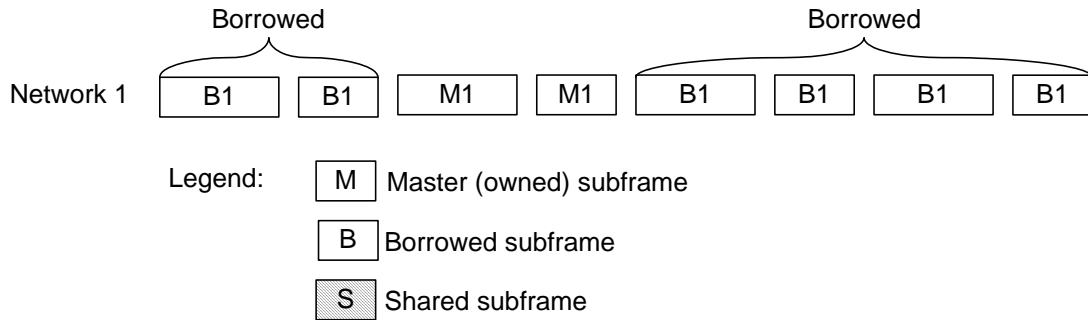 Borrowed Borrowed
Network 1 B1 B1 M1 M1 B1 B1 B1 B1
Legend: M Master (owned) subframe
B Borrowed subframe
S Shared subframe